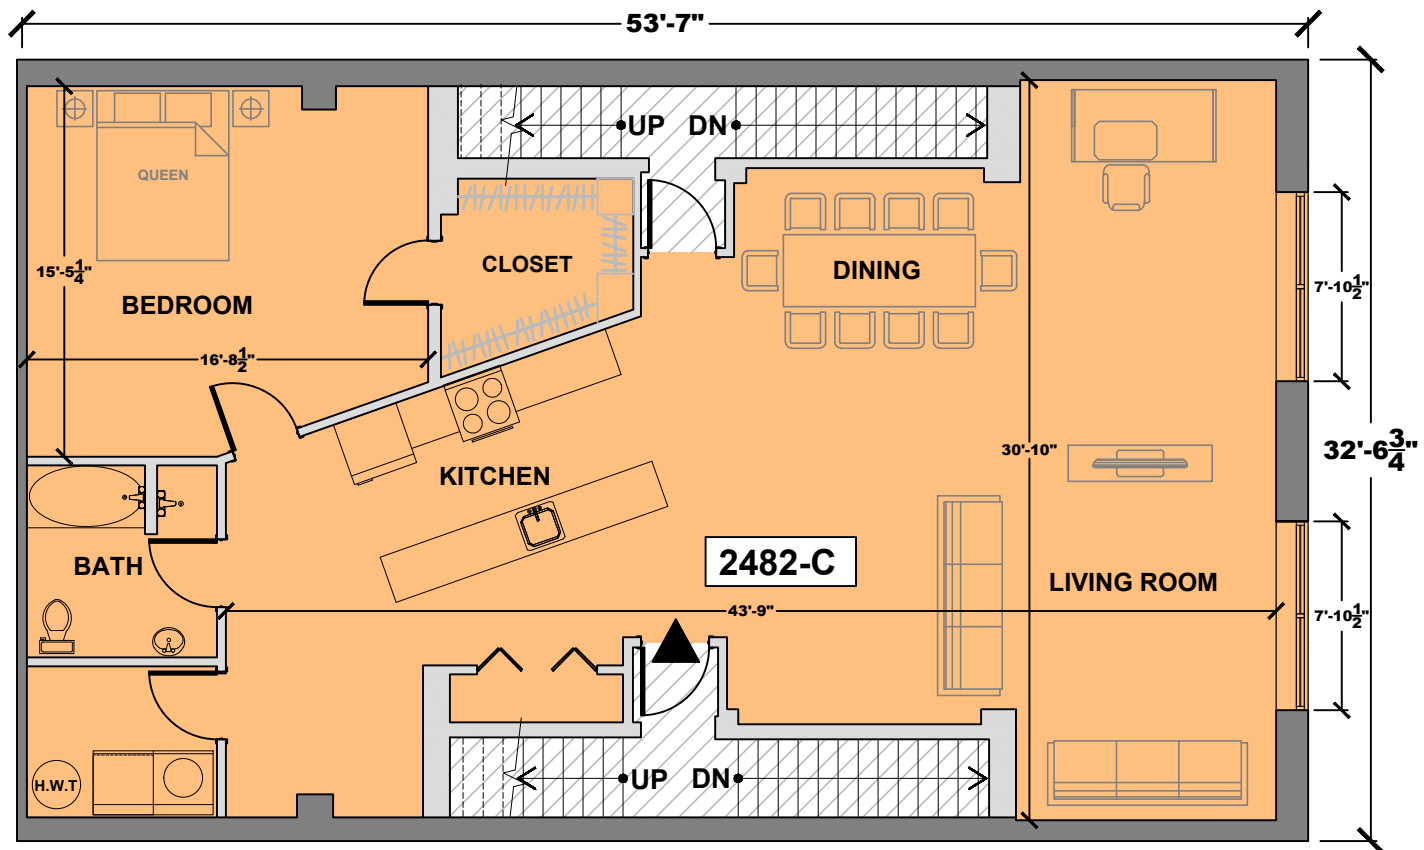 53'-7"
UP DN
QUEEN
CLOSET
DINING
15'-5 1/4"
7'-10 1/2"
BEDROOM
16'-8 1/2"
30'-10"
32'-6 3/4"
KITCHEN
BATH
2482-C
LIVING ROOM
43'-9"
7'-10 1/2"
UP DN
H.W.T